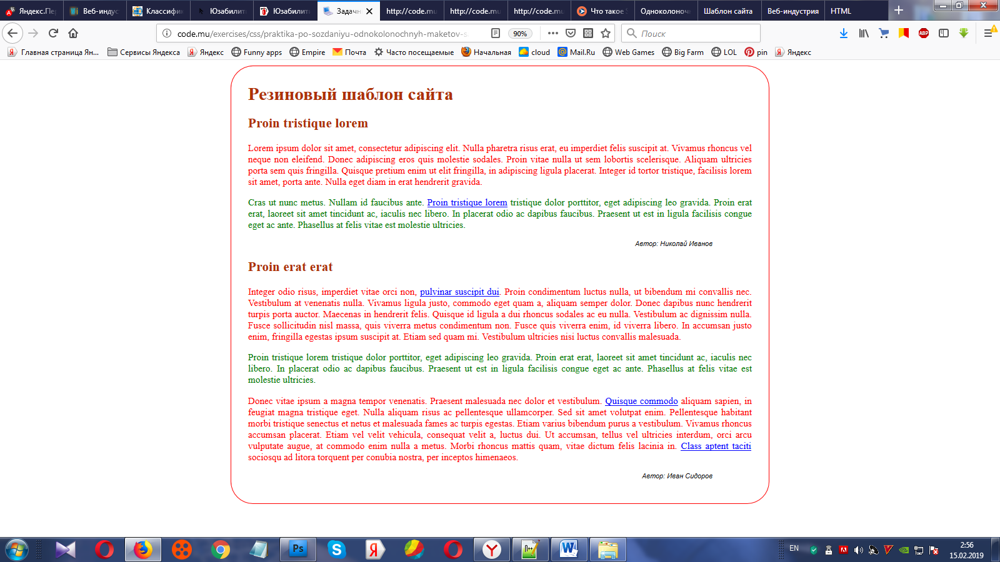 Яндекс.Пер
Веб-индус
Классифик
Юзабилит
Юзабилит
Задачн
http://code.mu
http://code.mu
http://code.mu
Что такое
Одноколоноч
Шаблон сайта
Веб-индустрия
HTML
code.mu/exercises/css/praktika-po-sozdaniyu-odnokolonochnyh-maketov-s
90%
Поиск
Главная страница Ян...
Сервисы Яндекса
Яндекс
Funny apps
Empire
Почта
Часто посещаемые
Начальная
cloud
Mail.Ru
Web Games
Big Farm
LOL
pin
Яндекс
Резиновый шаблон сайта
Proin tristique lorem
Lorem ipsum dolor sit amet, consectetur adipiscing elit. Nulla pharetra risus erat, eu imperdiet felis suscipit at. Vivamus rhoncus vel
neque non eleifend. Donec adipiscing eros quis molestie sodales. Proin vitae nulla ut sem lobortis scelerisque. Aliquam ultricies
porta sem quis fringilla. Quisque pretium enim ut elit fringilla, in adipiscing ligula placerat. Integer id tortor tristique, facilisis lorem
sit amet, porta ante. Nulla eget diam in erat hendrerit gravida.
Cras ut nunc metus. Nullam id faucibus ante. Proin tristique lorem tristique dolor porttitor, eget adipiscing leo gravida. Proin erat
erat, laoreet sit amet tincidunt ac, iaculis nec libero. In placerat odio ac dapibus faucibus. Praesent ut est in ligula facilisis congue
eget ac ante. Phasellus at felis vitae est molestie ultricies.
Автор: Николай Иванов
Proin erat erat
Integer odio risus, imperdiet vitae orci non, pulvinar suscipit dui. Proin condimentum luctus nulla, ut bibendum mi convallis nec.
Vestibulum at venenatis nulla. Vivamus ligula justo, commodo eget quam a, aliquam semper dolor. Donec dapibus nunc hendrerit
turpis porta auctor. Maecenas in hendrerit felis. Quisque id ligula a dui rhoncus sodales ac eu nulla. Vestibulum ac dignissim nulla.
Fusce sollicitudin nisl massa, quis viverra metus condimentum non. Fusce quis viverra enim, id viverra libero. In accumsan justo
enim, fringilla egestas ipsum suscipit at. Etiam sed quam mi. Vestibulum ultricies nisi luctus convallis malesuada.
Proin tristique lorem tristique dolor porttitor, eget adipiscing leo gravida. Proin erat erat, laoreet sit amet tincidunt ac, iaculis nec
libero. In placerat odio ac dapibus faucibus. Praesent ut est in ligula facilisis congue eget ac ante. Phasellus at felis vitae est
molestie ultricies.
Donec vitae ipsum a magna tempor venenatis. Praesent malesuada nec dolor et vestibulum. Quisque commodo aliquam sapien, in
feugiat magna tristique eget. Nulla aliquam risus ac pellentesque ullamcorper. Sed sit amet volutpat enim. Pellentesque habitant
morbi tristique senectus et netus et malesuada fames ac turpis egestas. Etiam varius bibendum purus a vestibulum. Vivamus rhoncus
accumsan placerat. Etiam vel velit vehicula, consequat velit a, luctus dui. Ut accumsan, tellus vel ultricies interdum, orci arcu
vulputate augue, at commodo enim nulla a metus. Morbi rhoncus mattis quam, vitae dictum felis lacinia in. Class aptent taciti
sociosqu ad litora torquent per conubia nostra, per inceptos himenaeos.
Автор: Иван Сидоров
EN
2:56
15.02.2019